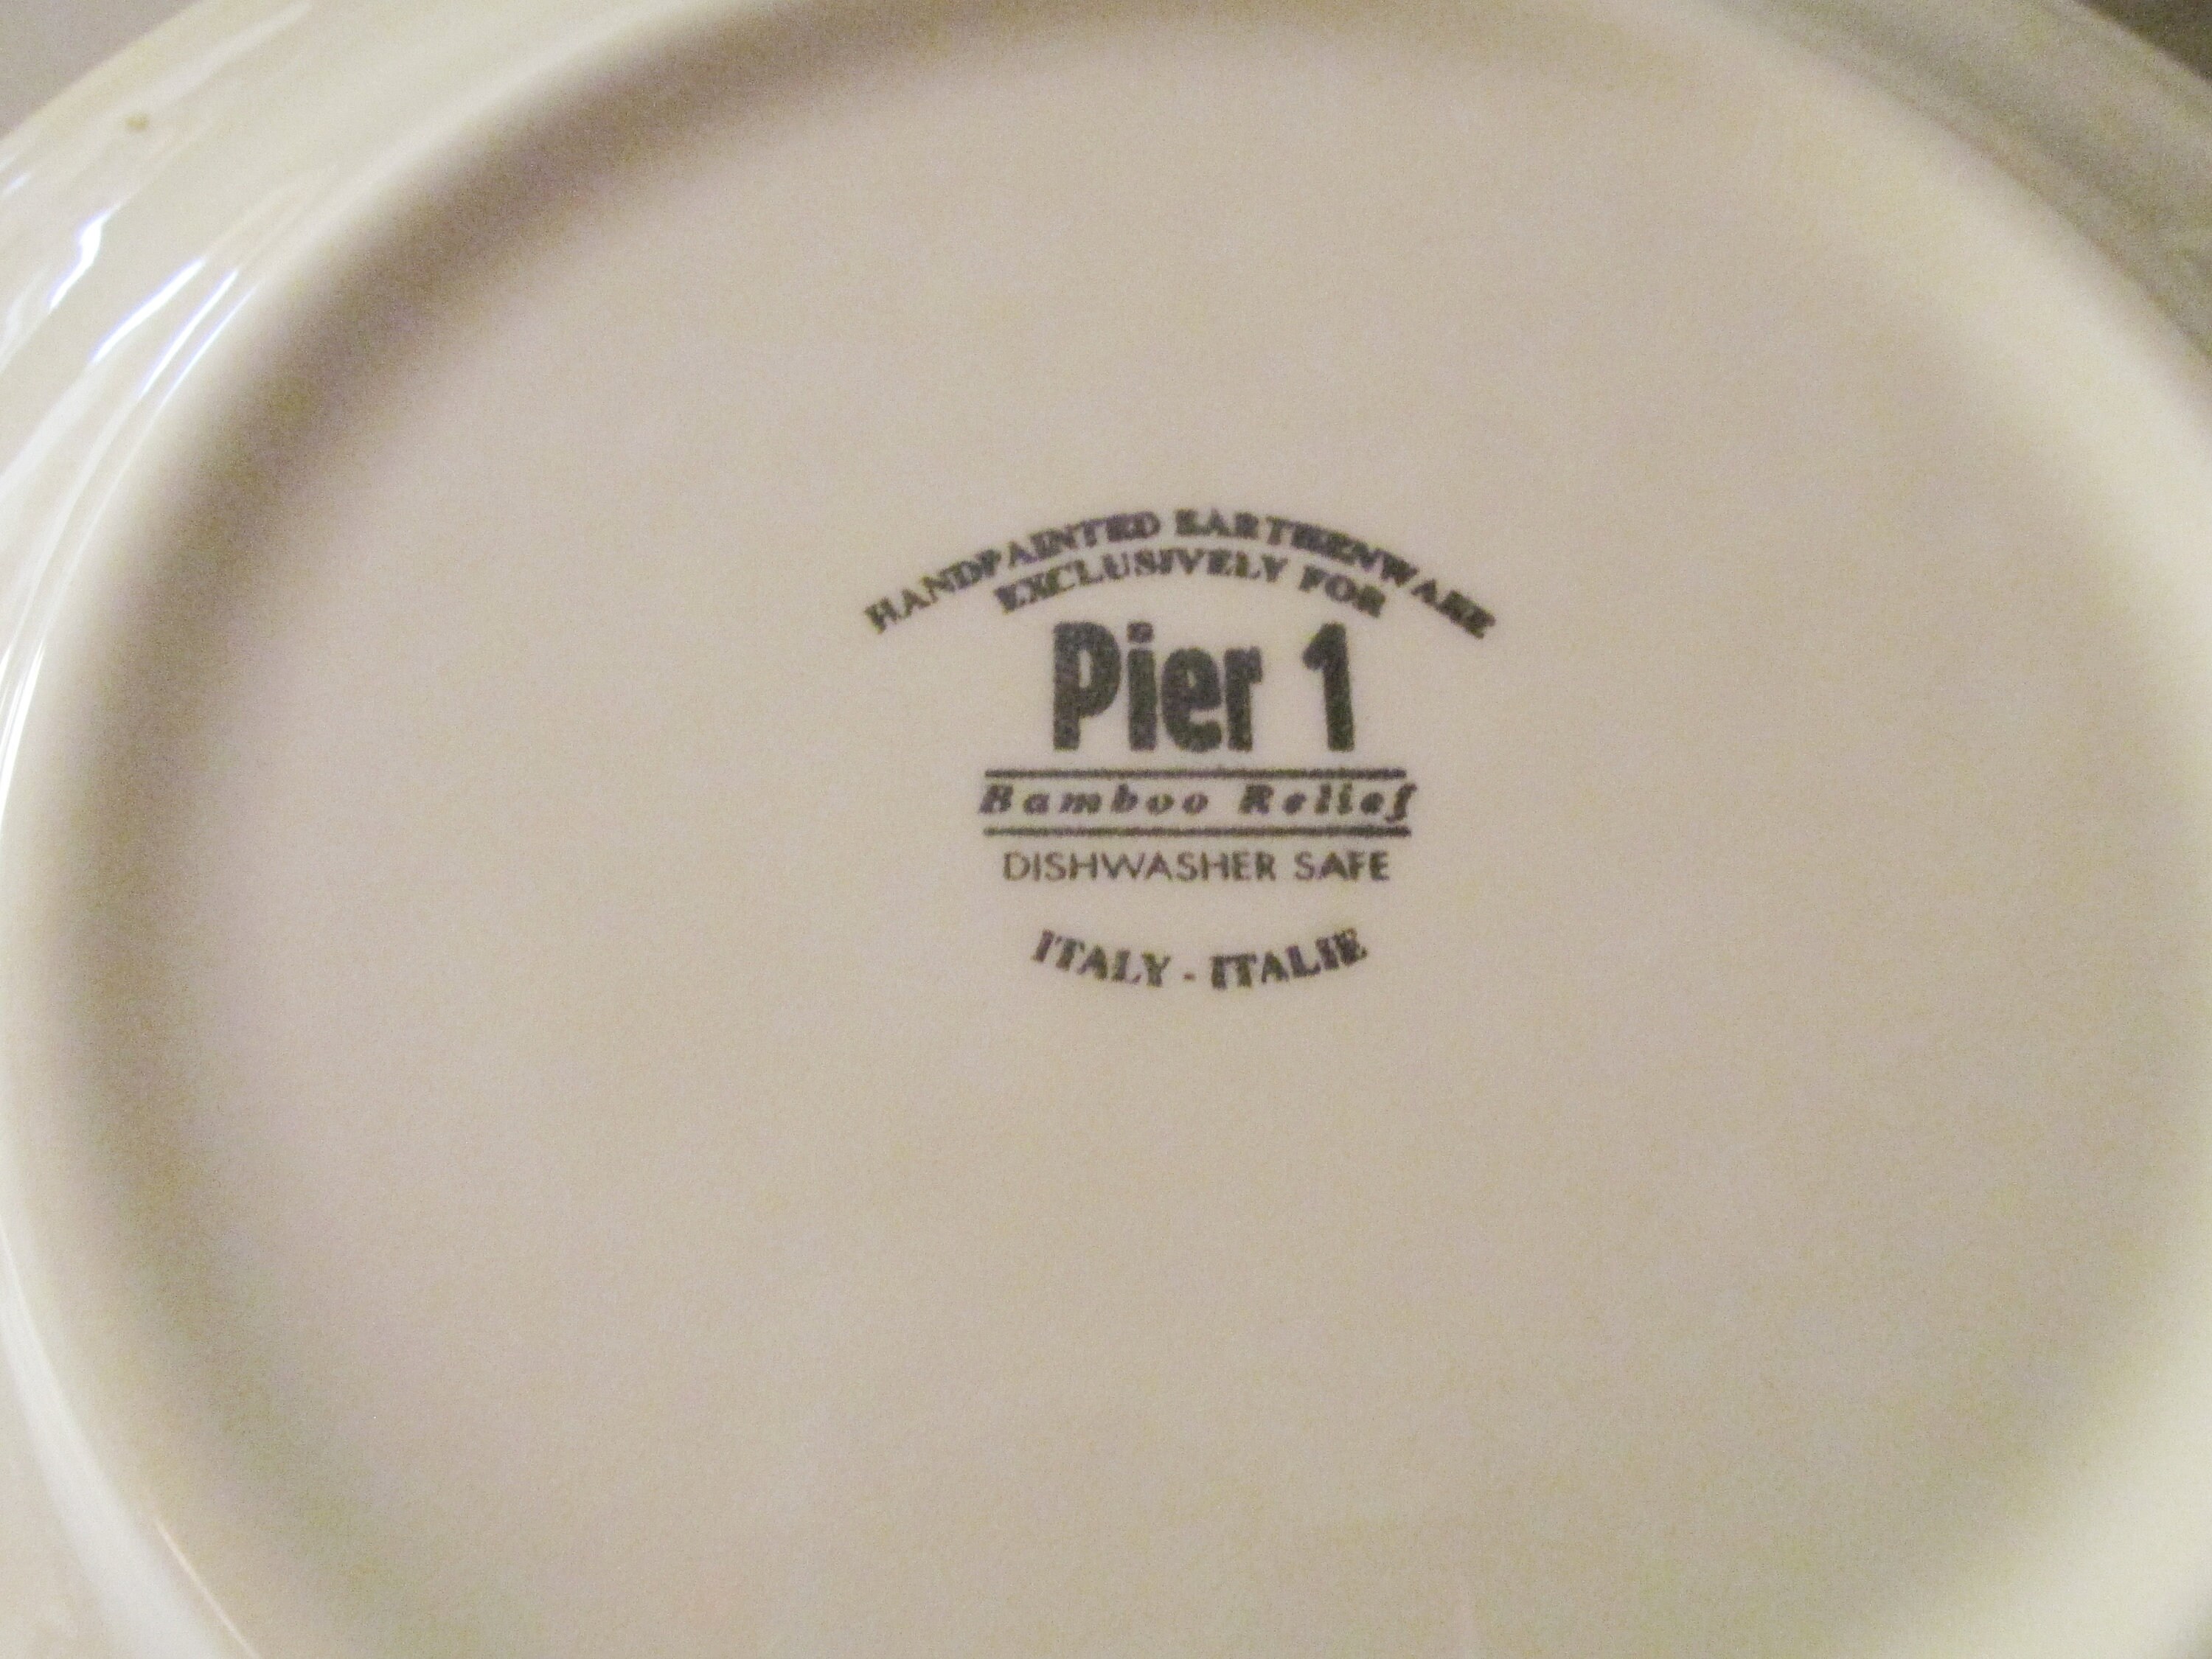 HANDPAINTED EARTHENWARE
EXCLUSIVELY FOR
Pier 1
Bamboo Relief
DISHWASHER SAFE
ITALY - ITALIE